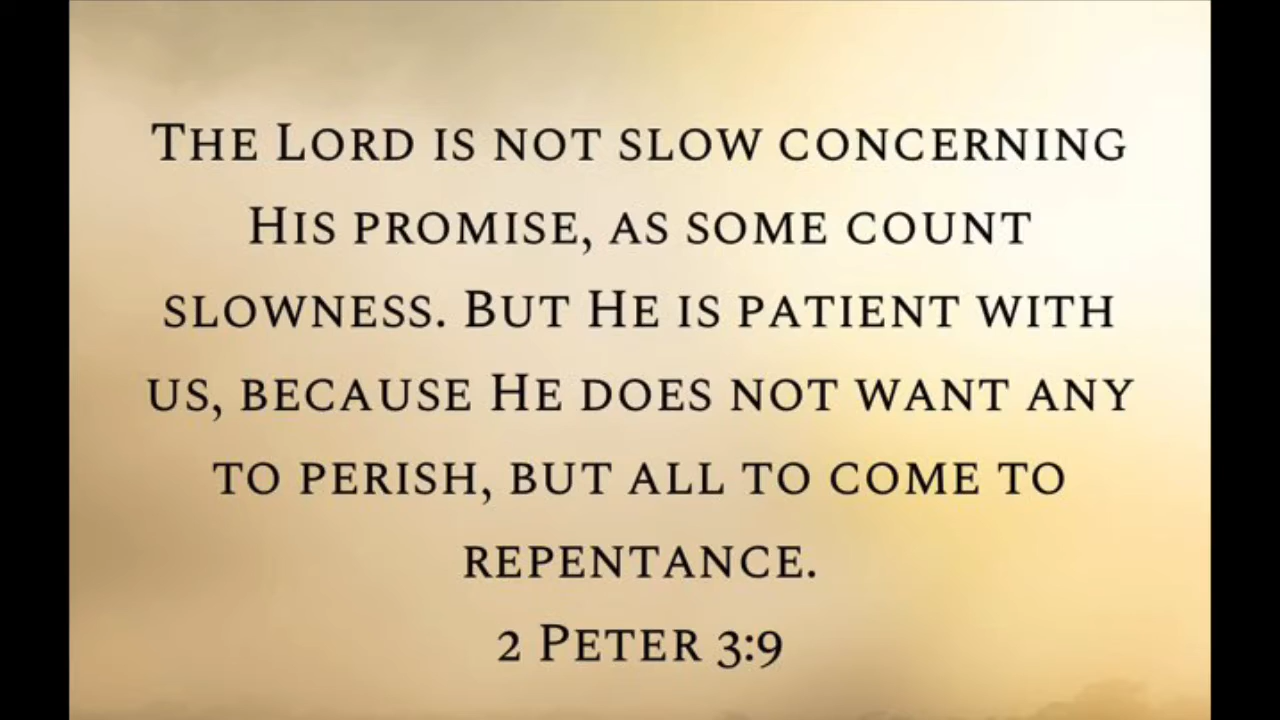 The Lord is not slow concerning
His promise, as some count
slowness. But He is patient with
us, because He does not want any
to perish, but all to come to
repentance.
2 Peter 3:9